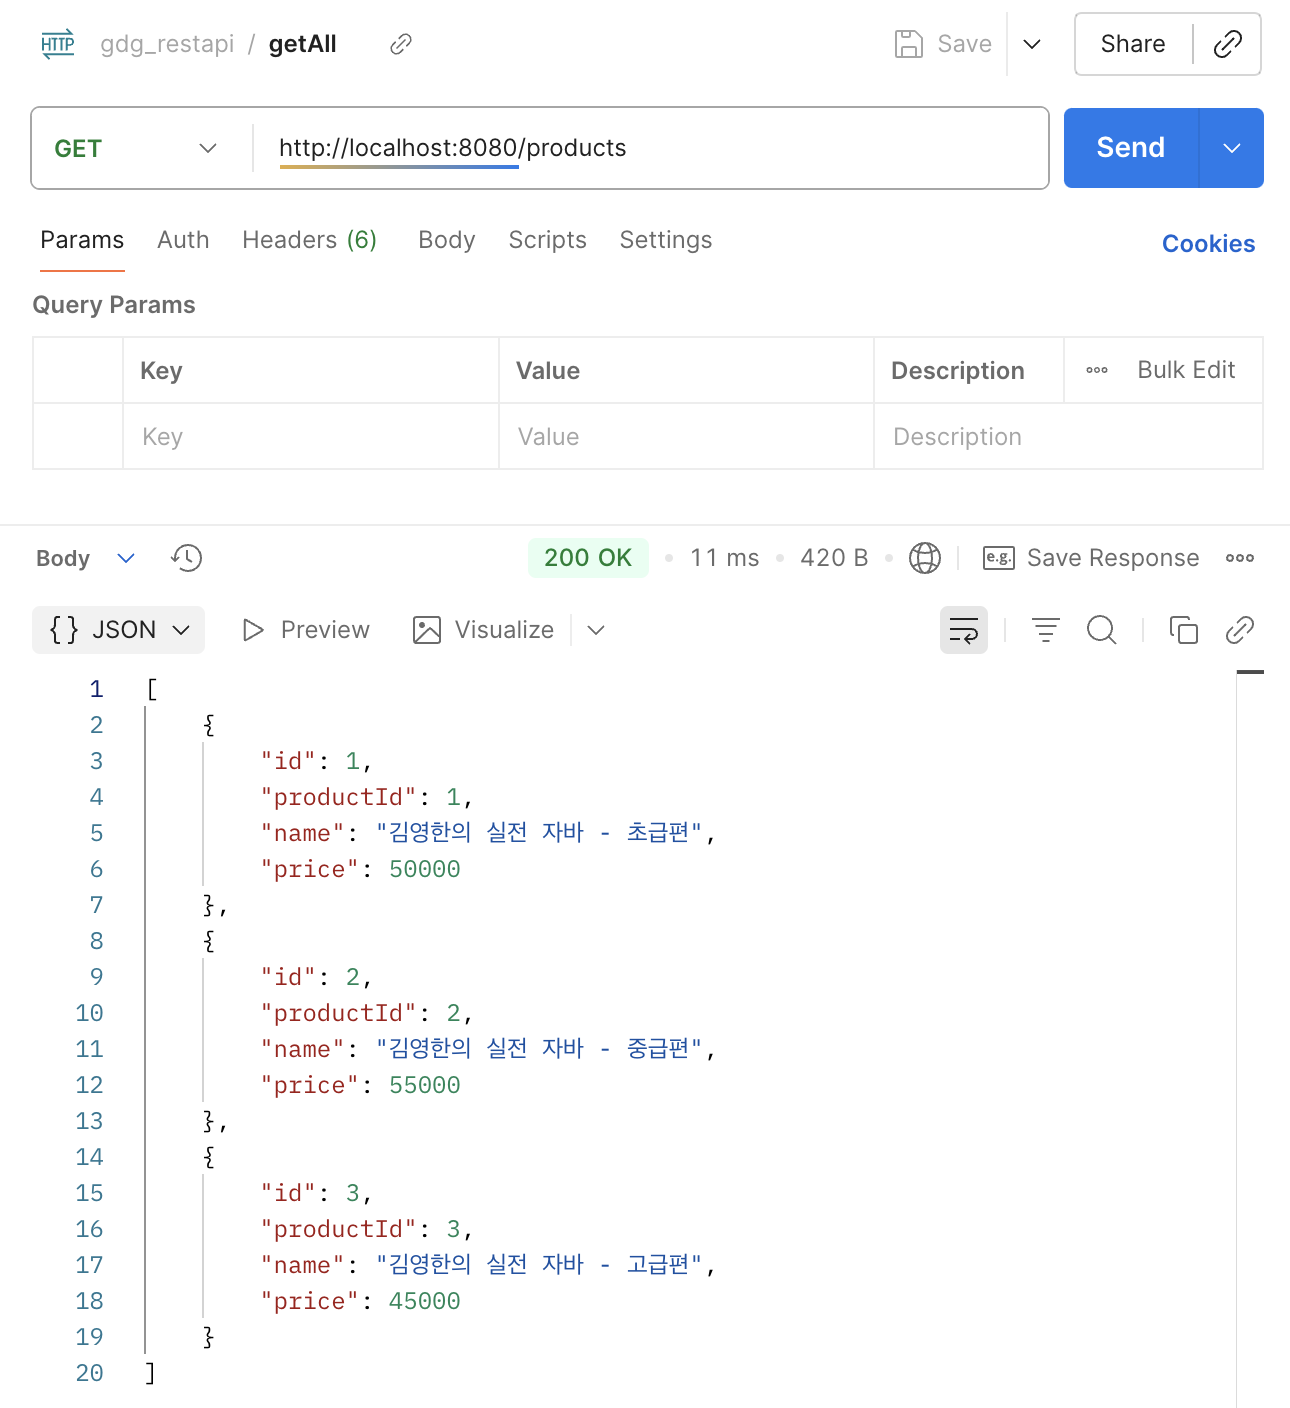 HTTP gdg_restapi / getAll Save Share
GET http://localhost:8080/products Send
Params Auth Headers (6) Body Scripts Settings Cookies
Query Params
Key Value Description Bulk Edit
Key Value Description
Body 200 OK • 11 ms • 420 B • e.g. Save Response
{} JSON Preview Visualize
1 [
2 {
3 "id": 1,
4 "productId": 1,
5 "name": "김영한의 실전 자바 - 초급편",
6 "price": 50000
7 },
8 {
9 "id": 2,
10 "productId": 2,
11 "name": "김영한의 실전 자바 - 중급편",
12 "price": 55000
13 },
14 {
15 "id": 3,
16 "productId": 3,
17 "name": "김영한의 실전 자바 - 고급편",
18 "price": 45000
19 }
20 ]